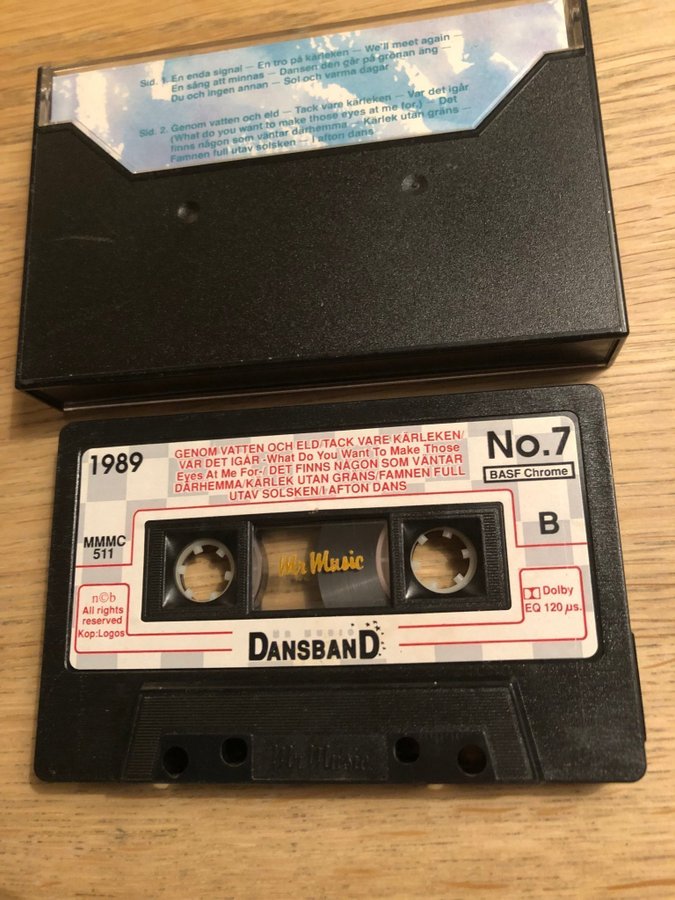 Sid. 1. En enda signal — En tro på kärleken — We'll meet again —
En sång att minnas — Dansen den går på grönan äng —
Du och ingen annan — Sol och varma dagar
Sid. 2. Genom vatten och eld — Tack vare kärleken — Var det igår
(What do you want to make those eyes at me for.) — Det
finns någon som väntar därhemma — Kärlek utan gräns —
Famnen full utav solsken — I afton dans
1989
GENOM VATTEN OCH ELD/TACK VARE KÄRLEKEN/
VAR DET IGÅR -What Do You Want To Make Those
Eyes At Me For-/ DET FINNS NÅGON SOM VÄNTAR
DÄRHEMMA/KÄRLEK UTAN GRÄNS/FAMNEN FULL
UTAV SOLSKEN/I AFTON DANS
No.7
BASF Chrome
MMMC
511
B
Mr Music
n©b
All rights
reserved
Kop:Logos
Dolby
EQ 120 µs.
MR MUSIC
DANSBAND
Mr Music